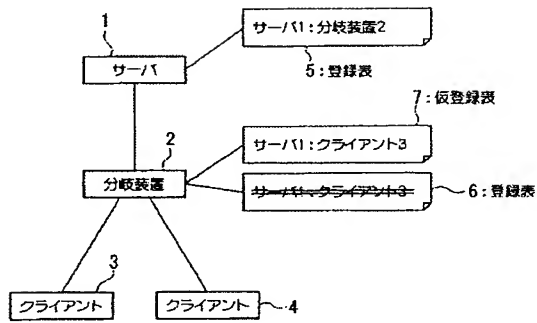 1
サーバ
サーバ1:分岐装置2
5:登録表
7:仮登録表
2
サーバ1:クライアント3
分岐装置
サーバ1、クライアント3
6:登録表
3
クライアント
クライアント
4